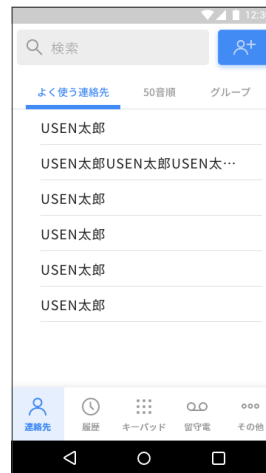 12:3
検索
よく使う連絡先 50音順 グループ
USEN太郎
USEN太郎USEN太郎USEN太…
USEN太郎
USEN太郎
USEN太郎
USEN太郎
連絡先 履歴 キーパッド 留守電 その他